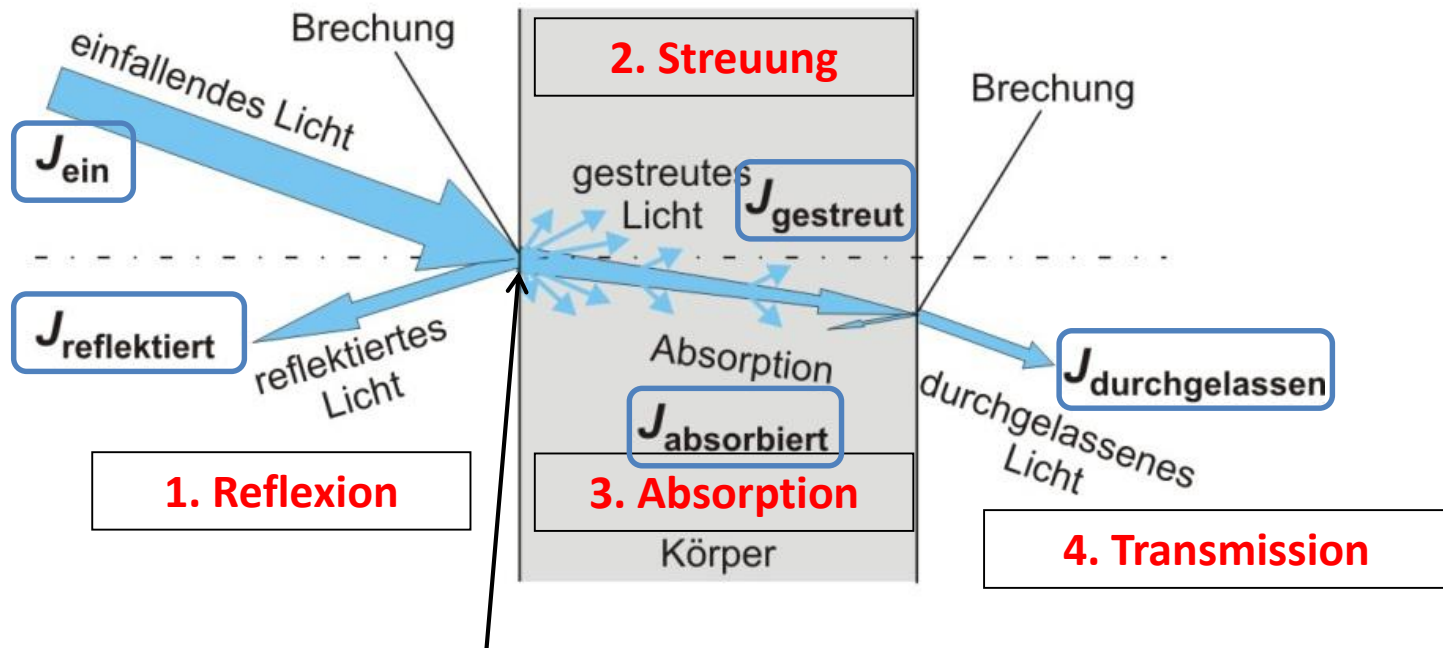 Brechung
einfallendes Licht
J ein
2. Streuung
Brechung
gestreutes
Licht
J gestreut
J reflektiert
reflektiertes
Licht
Absorption
J absorbiert
J durchgelassen
durchgelassenes
Licht
1. Reflexion
3. Absorption
Körper
4. Transmission